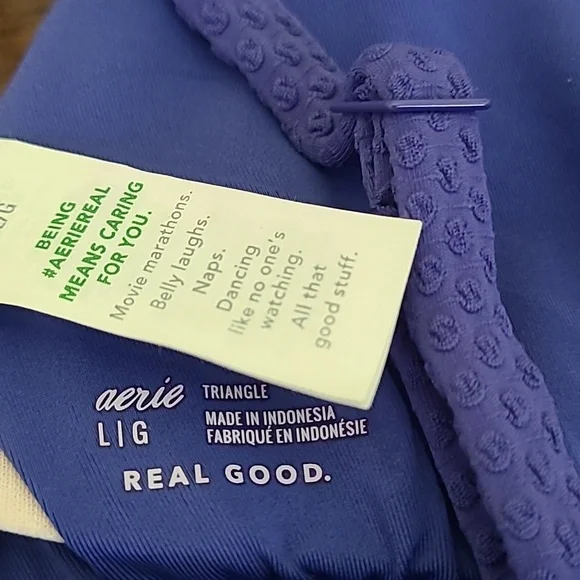 L/G
BEING
#AERIEREAL
MEANS CARING
FOR YOU.
Movie marathons.
Belly laughs.
Naps.
Dancing
like no one's
watching.
All that
good stuff.
aerie
TRIANGLE
L|G
MADE IN INDONESIA
FABRIQUÉ EN INDONÉSIE
REAL GOOD.